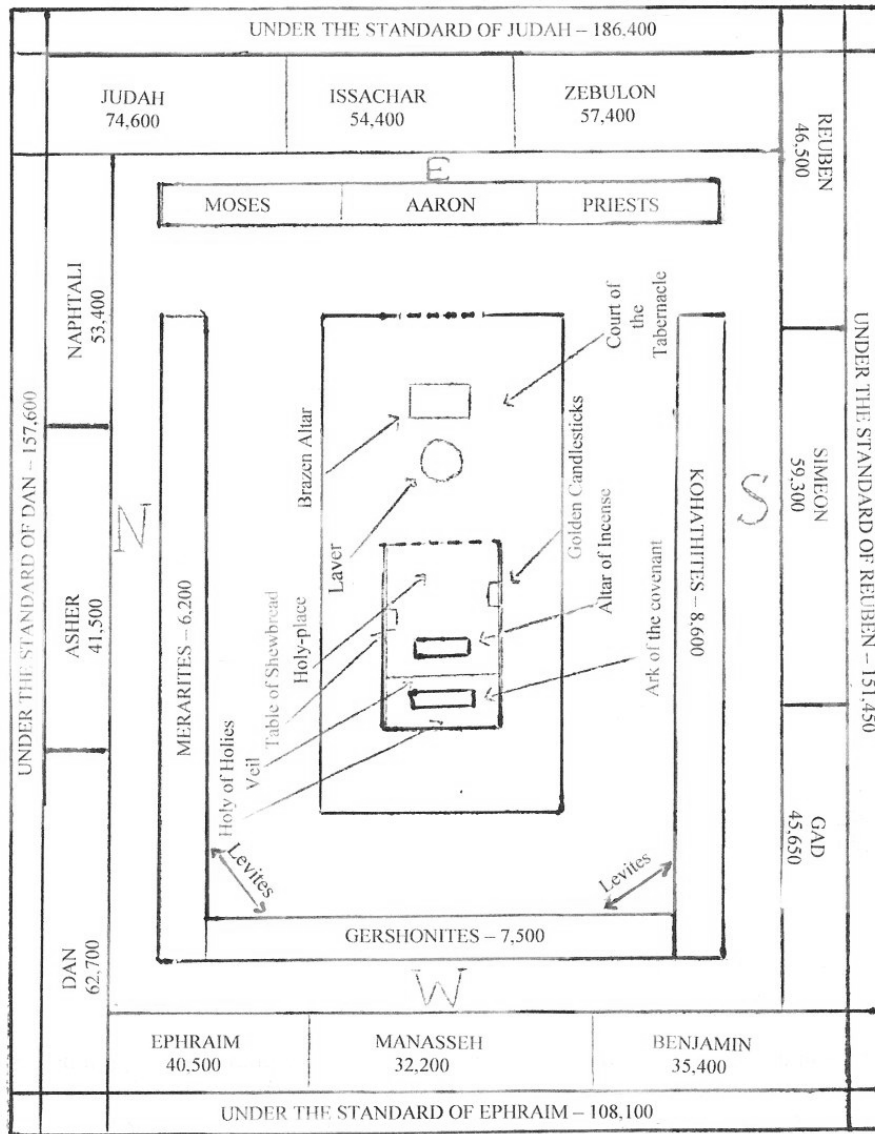 UNDER THE STANDARD OF JUDAH – 186.400
JUDAH
74,600
ISSACHAR
54,400
ZEBULON
57,400
REUBEN
46,500
E
MOSES
AARON
PRIESTS
NAPHTALI
53,400
Court of
the
Tabernacle
UNDER THE STANDARD OF DAN – 157,600
UNDER THE STANDARD OF REUBEN – 151,450
Brazen Altar
Golden Candlesticks
SIMEON
59,300
N
S
Laver
KOHATHITES – 8,600
ASHER
41,500
MERARITES – 6,200
Altar of Incense
Holy-place
Table of Shewbread
Ark of the covenant
Veil
Holy of Holies
GAD
45,650
Levites
Levites
GERSHONITES – 7,500
DAN
62,700
W
EPHRAIM
40,500
MANASSEH
32,200
BENJAMIN
35,400
UNDER THE STANDARD OF EPHRAIM – 108,100